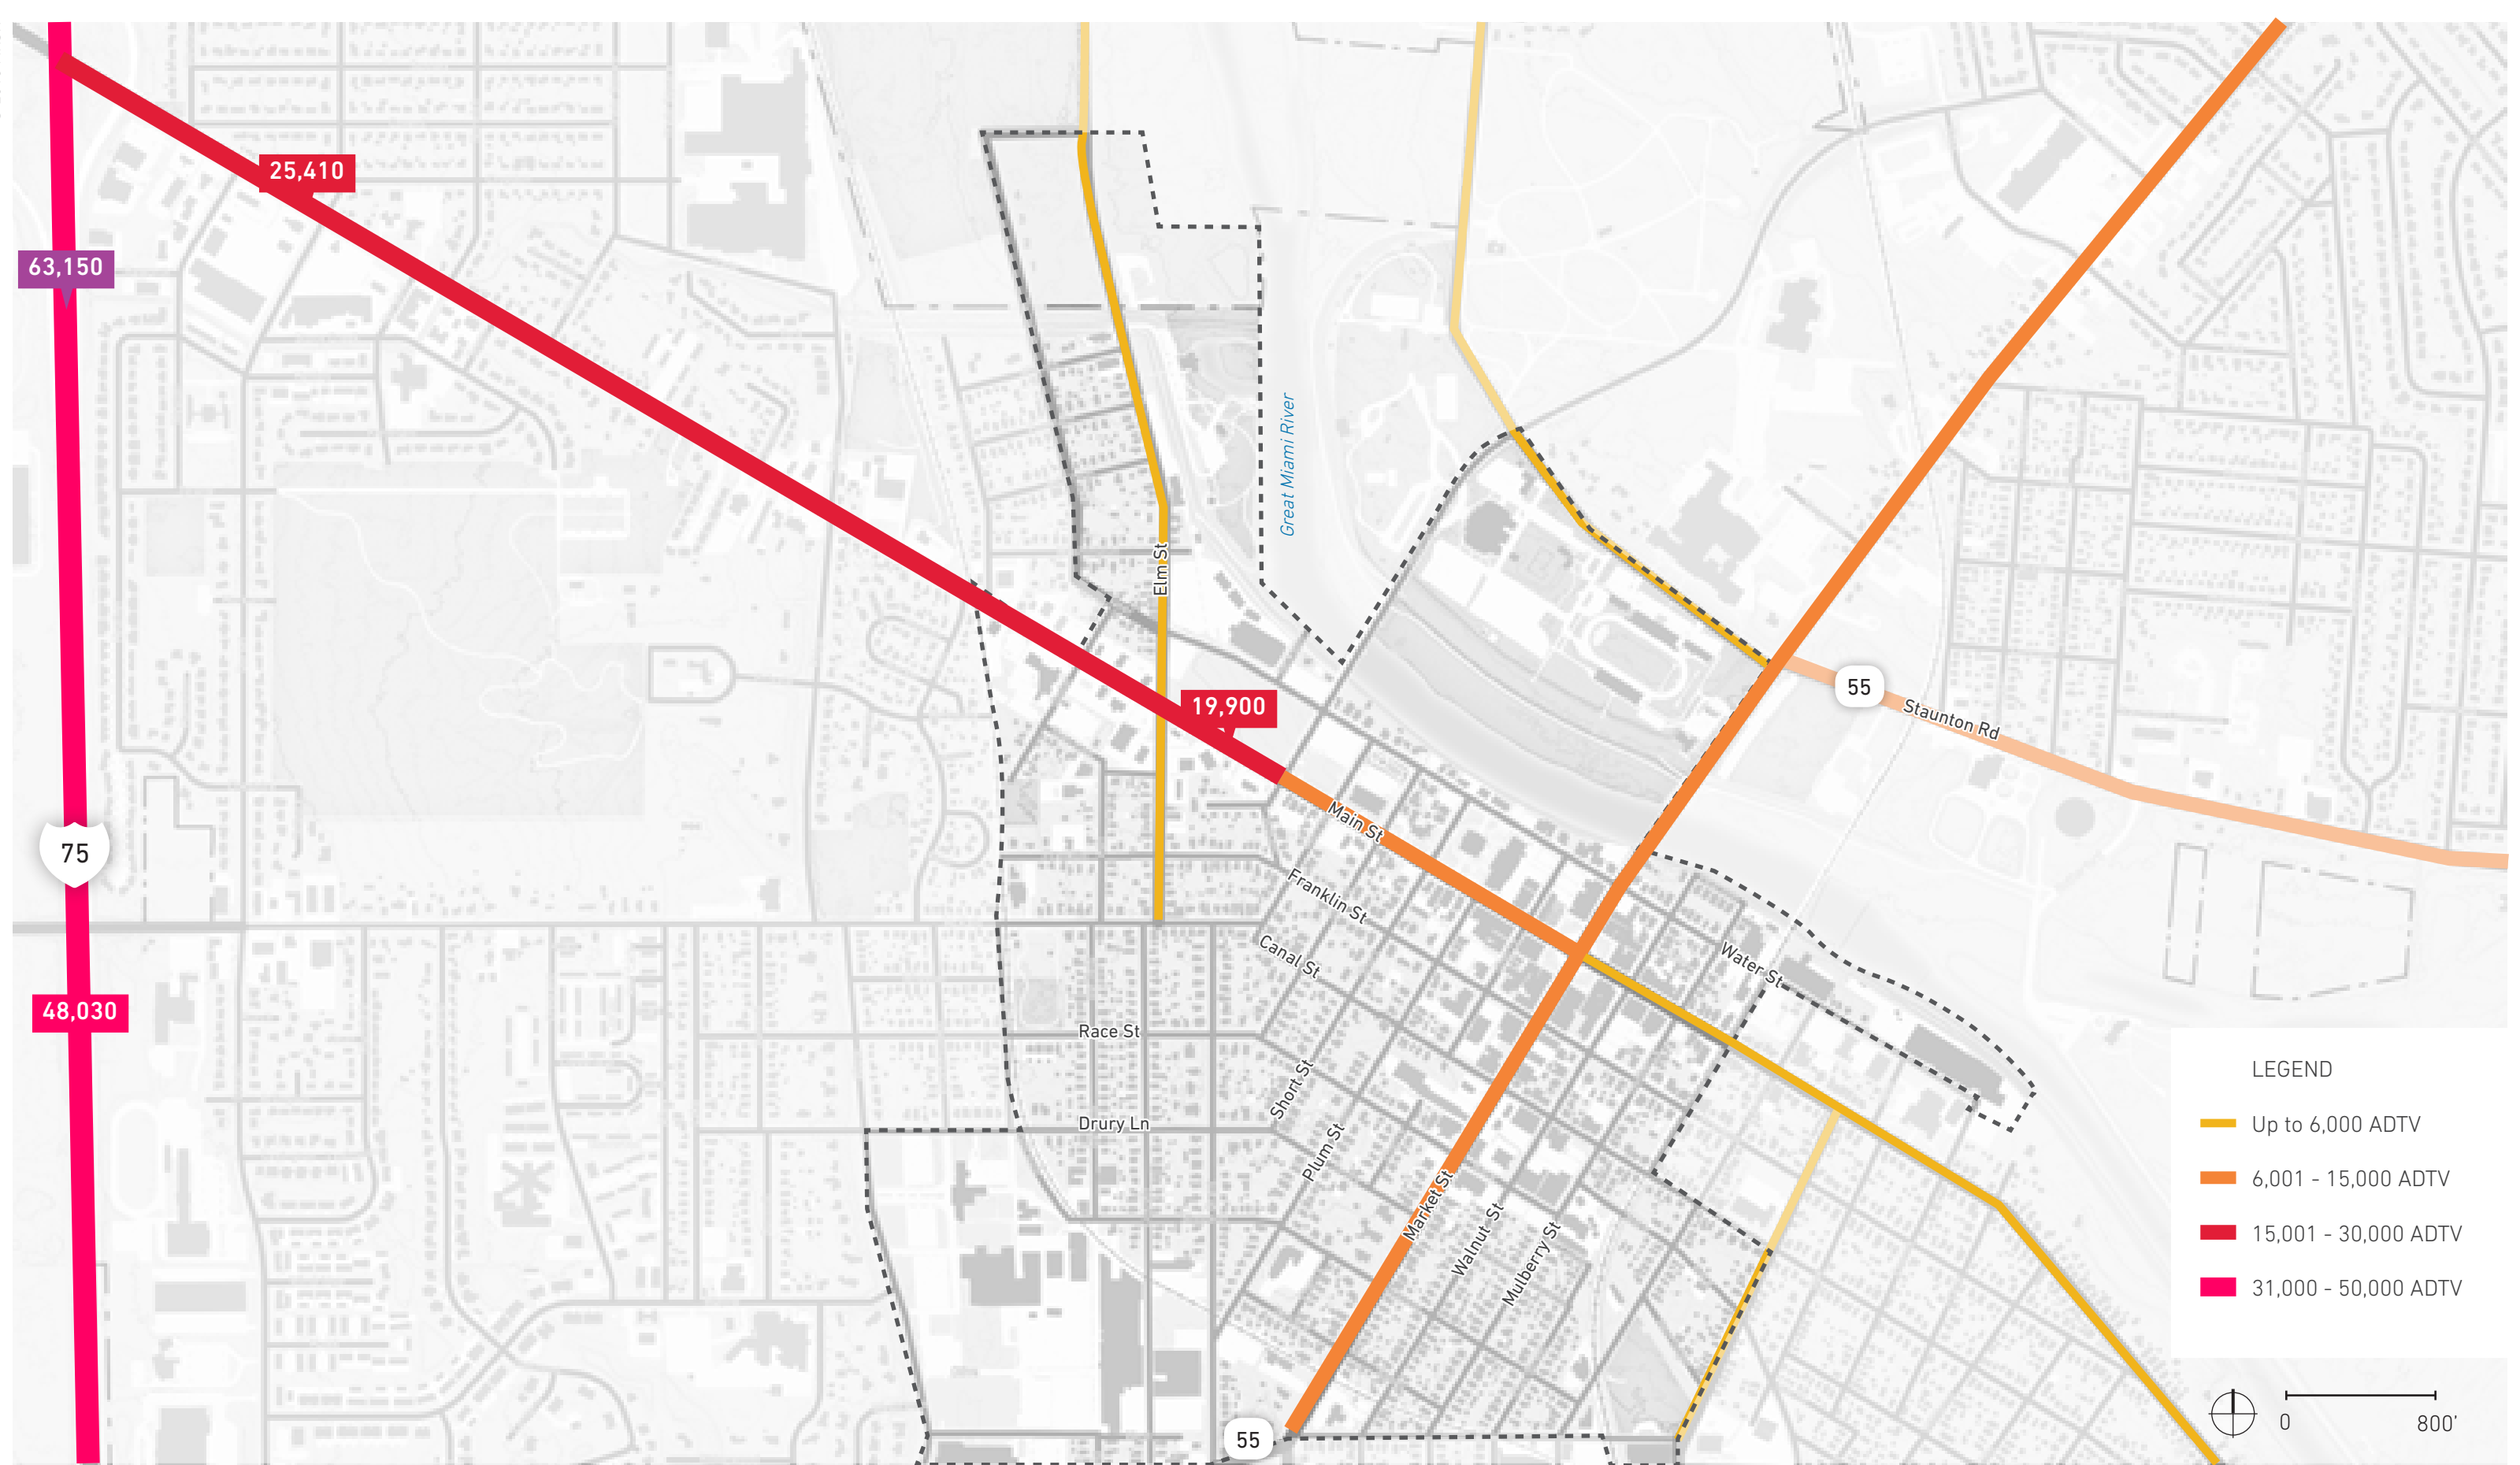 25,410
63,150
Great Miami River
Elm St
55
Staunton Rd
19,900
Main St
75
Franklin St
Canal St
Water St
48,030
Race St
Short St
Drury Ln
Plum St
Market St
Walnut St
Mulberry St
55
LEGEND
Up to 6,000 ADTV
6,001 - 15,000 ADTV
15,001 - 30,000 ADTV
31,000 - 50,000 ADTV
0 800'